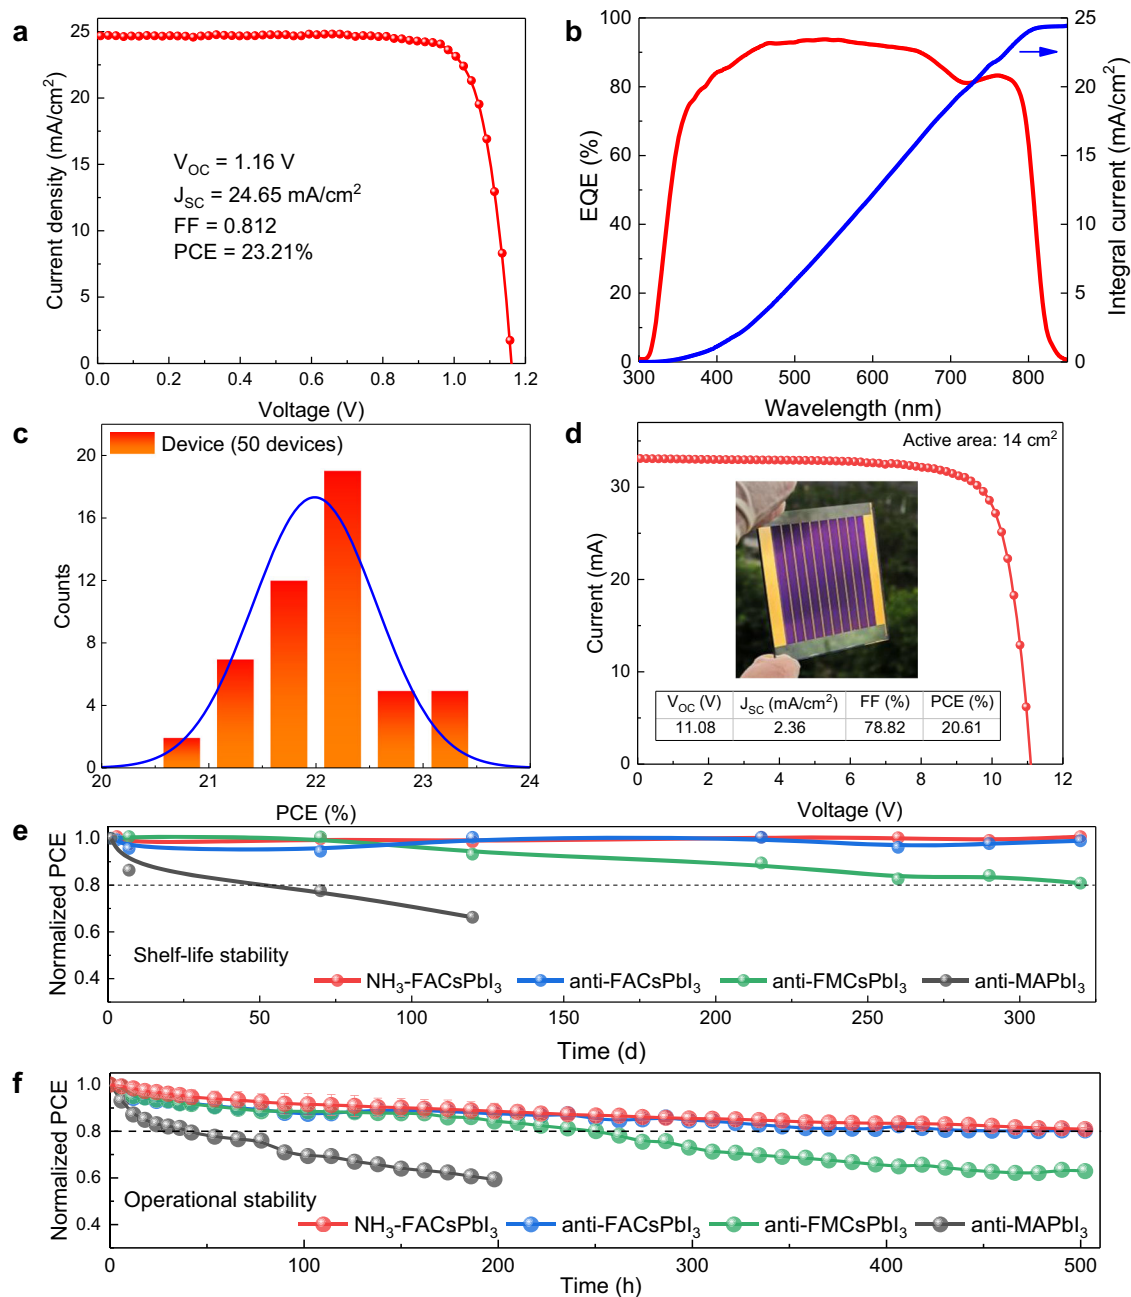 a
Current density (mA/cm²)
25
20
15
10
5
0
V_OC = 1.16 V
J_SC = 24.65 mA/cm²
FF = 0.812
PCE = 23.21%
0.0 0.2 0.4 0.6 0.8 1.0 1.2
Voltage (V)
b
EQE (%)
100
80
60
40
20
0
25
20
15
10
5
0
Integral current (mA/cm²)
300 400 500 600 700 800
Wavelength (nm)
c
Device (50 devices)
Counts
20
16
12
8
4
0
20 21 22 23 24
PCE (%)
d
Active area: 14 cm²
Current (mA)
30
20
10
0
V_OC (V) J_SC (mA/cm²) FF (%) PCE (%)
11.08 2.36 78.82 20.61
0 2 4 6 8 10 12
Voltage (V)
e
Normalized PCE
1.0
0.8
0.6
0.4
Shelf-life stability
NH₃-FACsPbI₃ anti-FACsPbI₃ anti-FMCsPbI₃ anti-MAPbI₃
0 50 100 150 200 250 300
Time (d)
f
Normalized PCE
1.0
0.8
0.6
0.4
Operational stability
NH₃-FACsPbI₃ anti-FACsPbI₃ anti-FMCsPbI₃ anti-MAPbI₃
0 100 200 300 400 500
Time (h)